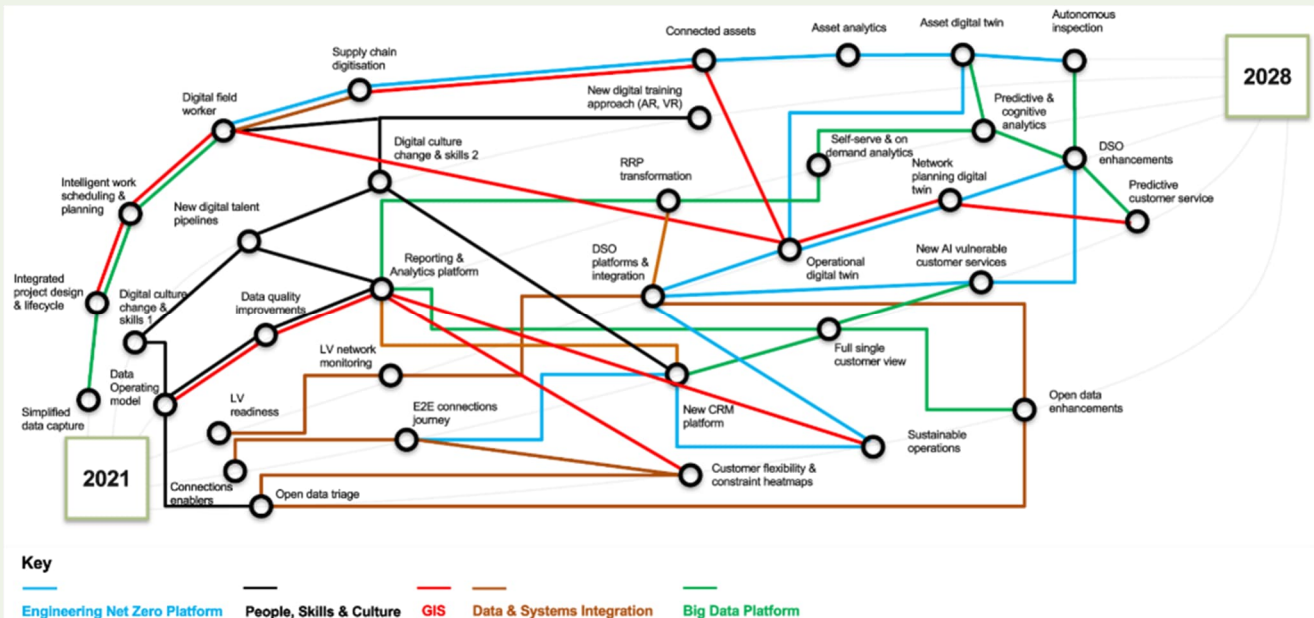 Connected assets
Asset analytics
Asset digital twin
Autonomous
inspection
2028
Supply chain
digitisation
New digital training
approach (AR, VR)
Digital field
worker
Predictive &
cognitive
analytics
Digital culture
change & skills 2
Self-serve & on
demand analytics
DSO
enhancements
RRP
transformation
Network
planning digital
twin
Intelligent work
scheduling &
planning
Predictive
customer service
New digital talent
pipelines
DSO
platforms &
integration
New AI vulnerable
customer services
Operational
digital twin
Reporting &
Analytics platform
Integrated
project design
& lifecycle
Digital culture
change &
skills 1
Data quality
improvements
LV network
monitoring
Full single
customer view
Data
Operating
model
LV
readiness
E2E connections
journey
New CRM
platform
Open data
enhancements
Simplified
data capture
Sustainable
operations
2021
Connections
enablers
Open data triage
Customer flexibility &
constraint heatmaps
Key
Engineering Net Zero Platform
People, Skills & Culture
GIS
Data & Systems Integration
Big Data Platform